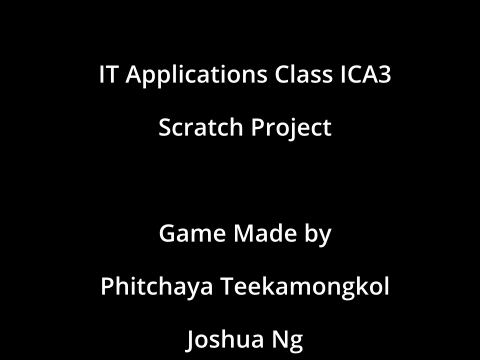 IT Applications Class ICA3
Scratch Project
Game Made by
Phitchaya Teekamongkol
Joshua Ng